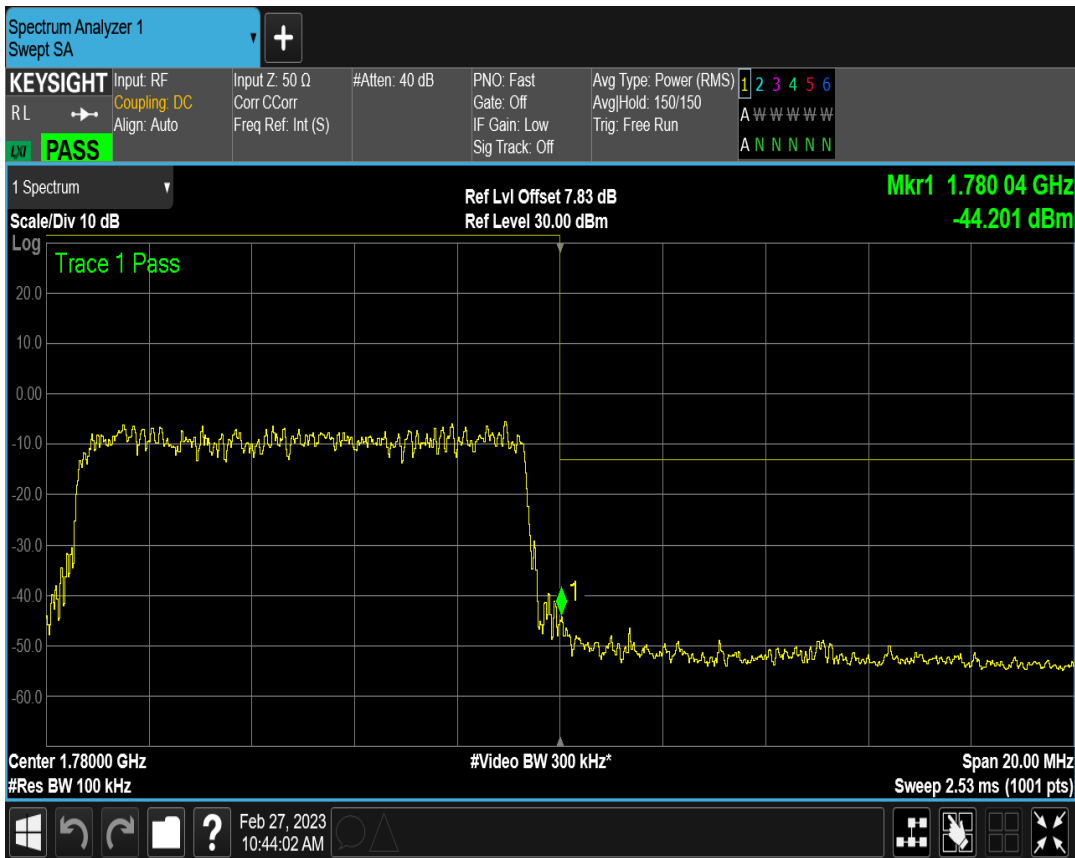 Spectrum Analyzer 1
Swept SA
+
KEYSIGHT
R L
LXI PASS
Input: RF
Coupling: DC
Align: Auto
Input Z: 50 Ω
Corr CCorr
Freq Ref: Int (S)
#Atten: 40 dB
PNO: Fast
Gate: Off
IF Gain: Low
Sig Track: Off
Avg Type: Power (RMS)
Avg|Hold: 150/150
Trig: Free Run
1 2 3 4 5 6
A W W W W W
A N N N N N
1 Spectrum
Scale/Div 10 dB
Ref Lvl Offset 7.83 dB
Ref Level 30.00 dBm
Mkr1 1.780 04 GHz
-44.201 dBm
Log
Trace 1 Pass
20.0
10.0
0.00
-10.0
-20.0
-30.0
-40.0
1
-50.0
-60.0
Center 1.78000 GHz
#Res BW 100 kHz
#Video BW 300 kHz*
Span 20.00 MHz
Sweep 2.53 ms (1001 pts)
?
Feb 27, 2023
10:44:02 AM